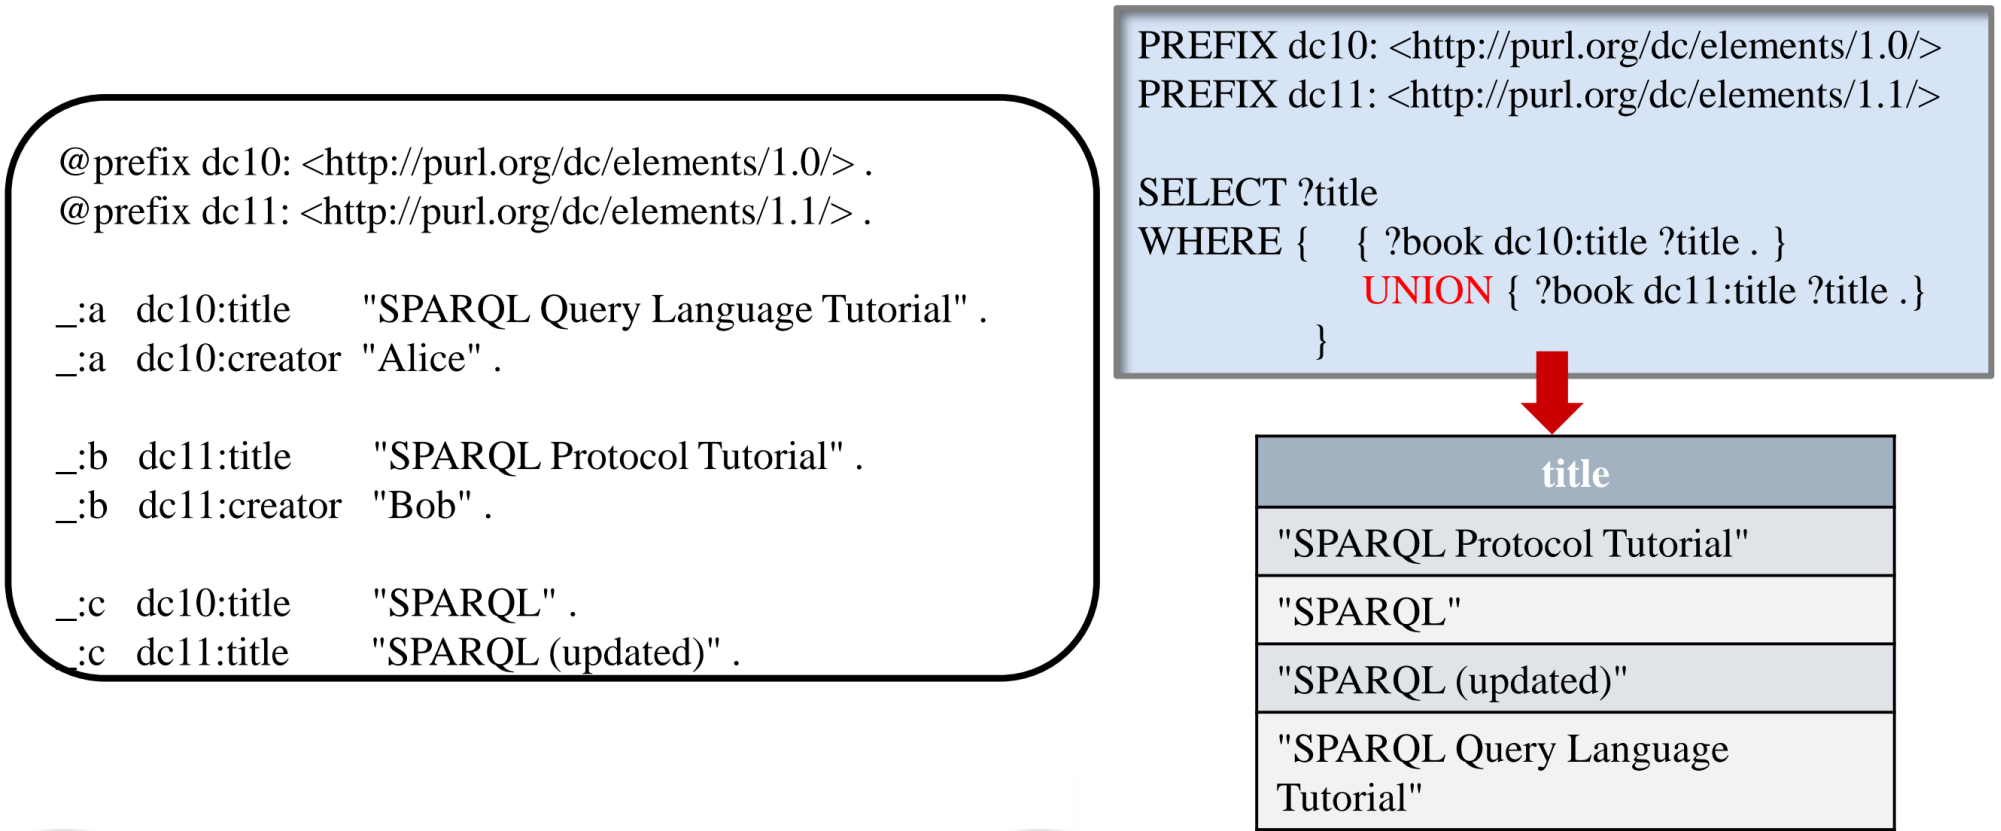 @prefix dc10: <http://purl.org/dc/elements/1.0/> .
@prefix dc11: <http://purl.org/dc/elements/1.1/> .
_:a dc10:title "SPARQL Query Language Tutorial" .
_:a dc10:creator "Alice" .
_:b dc11:title "SPARQL Protocol Tutorial" .
_:b dc11:creator "Bob" .
_:c dc10:title "SPARQL" .
_:c dc11:title "SPARQL (updated)" .
PREFIX dc10: <http://purl.org/dc/elements/1.0/>
PREFIX dc11: <http://purl.org/dc/elements/1.1/>
SELECT ?title
WHERE { { ?book dc10:title ?title . }
UNION { ?book dc11:title ?title .}
}
title
"SPARQL Protocol Tutorial"
"SPARQL"
"SPARQL (updated)"
"SPARQL Query Language
Tutorial"